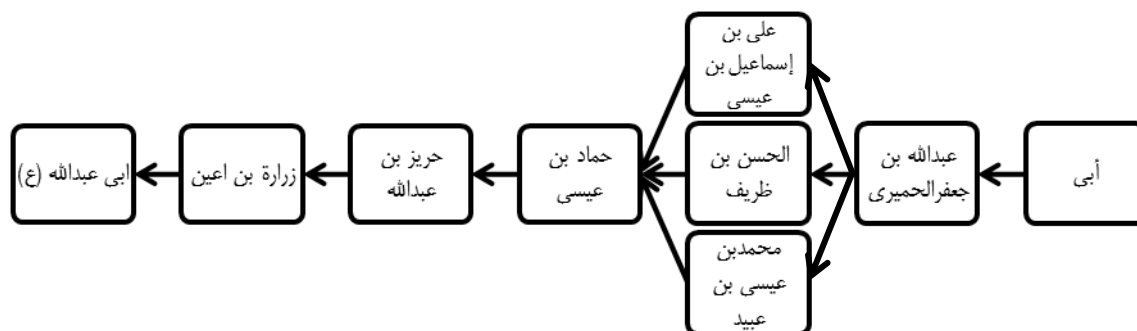 أبی
عبدالله بن
جعفرالحمیری
علی بن
إسماعیل بن
عیسی
الحسن بن
ظریف
محمدبن
عیسی بن
عبید
حماد بن
عیسی
حریز بن
عبدالله
زرارة بن اعین
ابی عبدالله (ع)